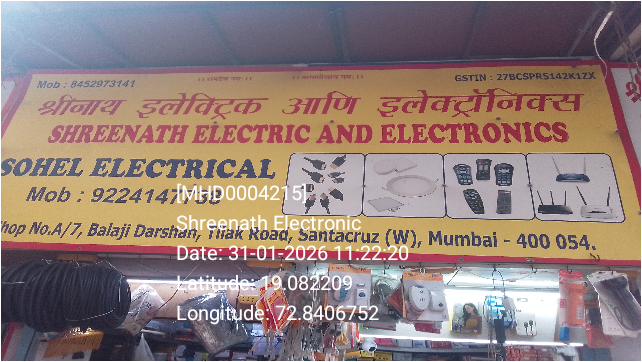 Mob : 8452973141
GSTIN : 27BCSPR5142K1ZX
श्रीनाथ इलेक्ट्रिक आणि इलेक्ट्रॉनिक्स
SHREENATH ELECTRIC AND ELECTRONICS
SOHEL ELECTRICAL
Mob :
[MHD0004215]
Shreenath Electronic
Shop No.A/7, Balaji Darshan, Tilak Road, Santacruz (W), Mumbai - 400 054.
Date: 31-01-2026 11:22:20
Latitude: 19.082209
Longitude: 72.8406752